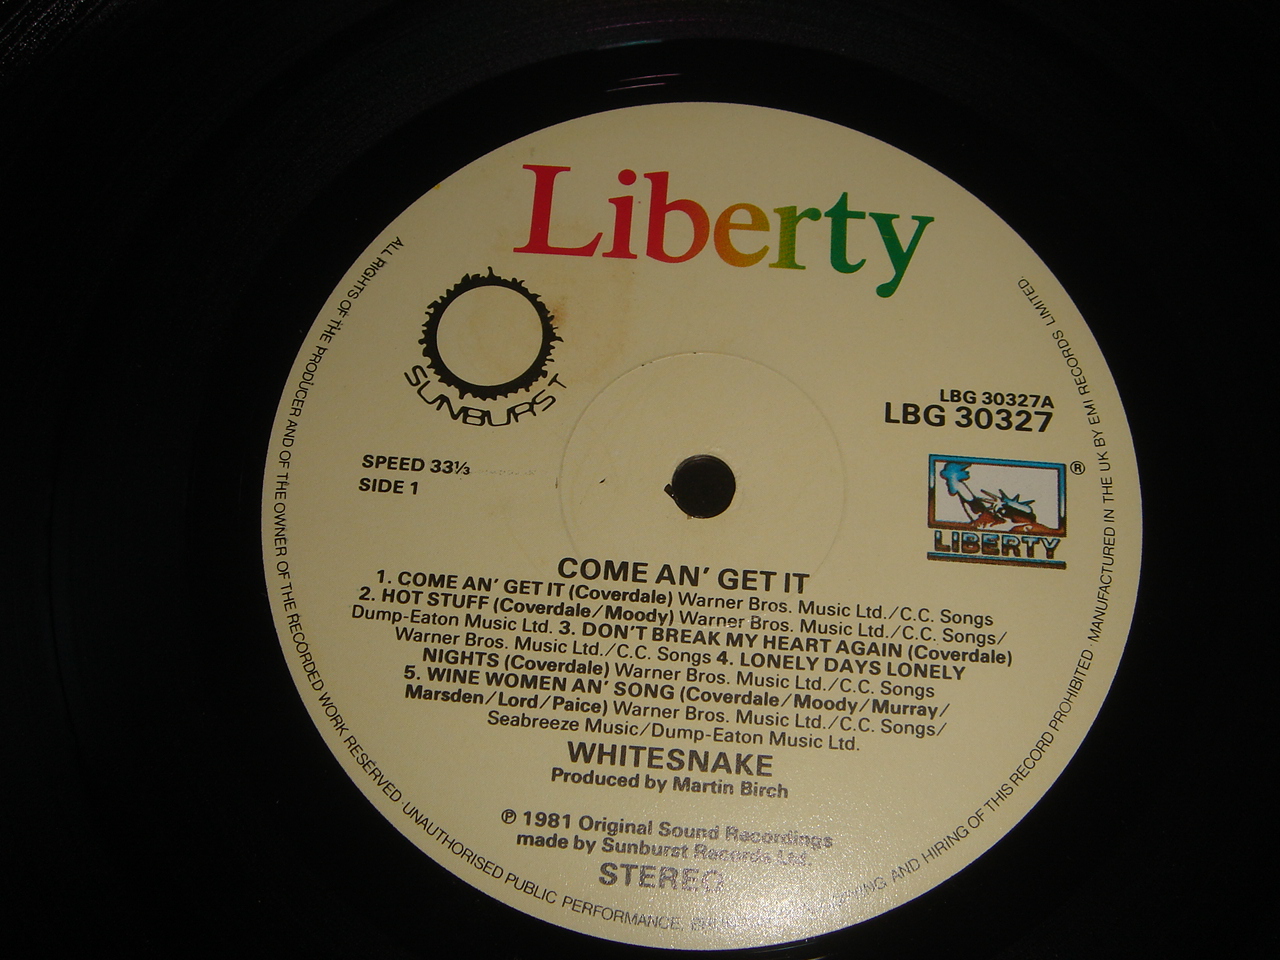 Liberty
SUNBURST
LBG 30327A
LBG 30327
SPEED 33⅓
SIDE 1
®
LIBERTY
COME AN' GET IT
1. COME AN' GET IT (Coverdale) Warner Bros. Music Ltd./C.C. Songs
2. HOT STUFF (Coverdale/Moody) Warner Bros. Music Ltd./C.C. Songs/
Dump-Eaton Music Ltd. 3. DON'T BREAK MY HEART AGAIN (Coverdale)
Warner Bros. Music Ltd./C.C. Songs 4. LONELY DAYS LONELY
NIGHTS (Coverdale) Warner Bros. Music Ltd./C.C. Songs
5. WINE WOMEN AN' SONG (Coverdale/Moody/Murray/
Marsden/Lord/Paice) Warner Bros. Music Ltd./C.C. Songs/
Seabreeze Music/Dump-Eaton Music Ltd.
WHITESNAKE
Produced by Martin Birch
℗ 1981 Original Sound Recordings
made by Sunburst Records Ltd.
STEREO
ALL RIGHTS OF THE PRODUCER AND OF THE OWNER OF THE RECORDED WORK RESERVED · UNAUTHORISED PUBLIC PERFORMANCE, AND HIRING OF THIS RECORD PROHIBITED · MANUFACTURED IN THE UK BY EMI RECORDS LIMITED.